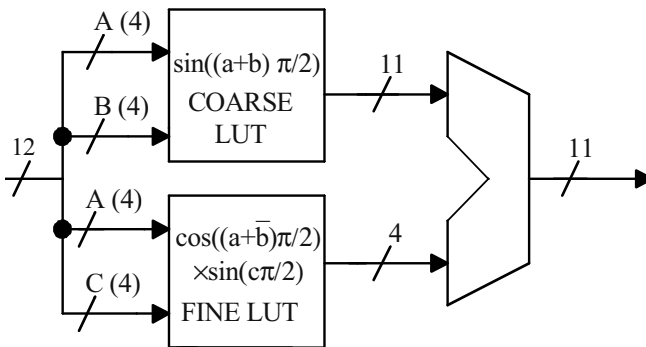 A (4)
sin((a+b) π/2)
COARSE
LUT
11
B (4)
12
11
A (4)
cos((a+b̅)π/2)
×sin(cπ/2)
FINE LUT
4
C (4)